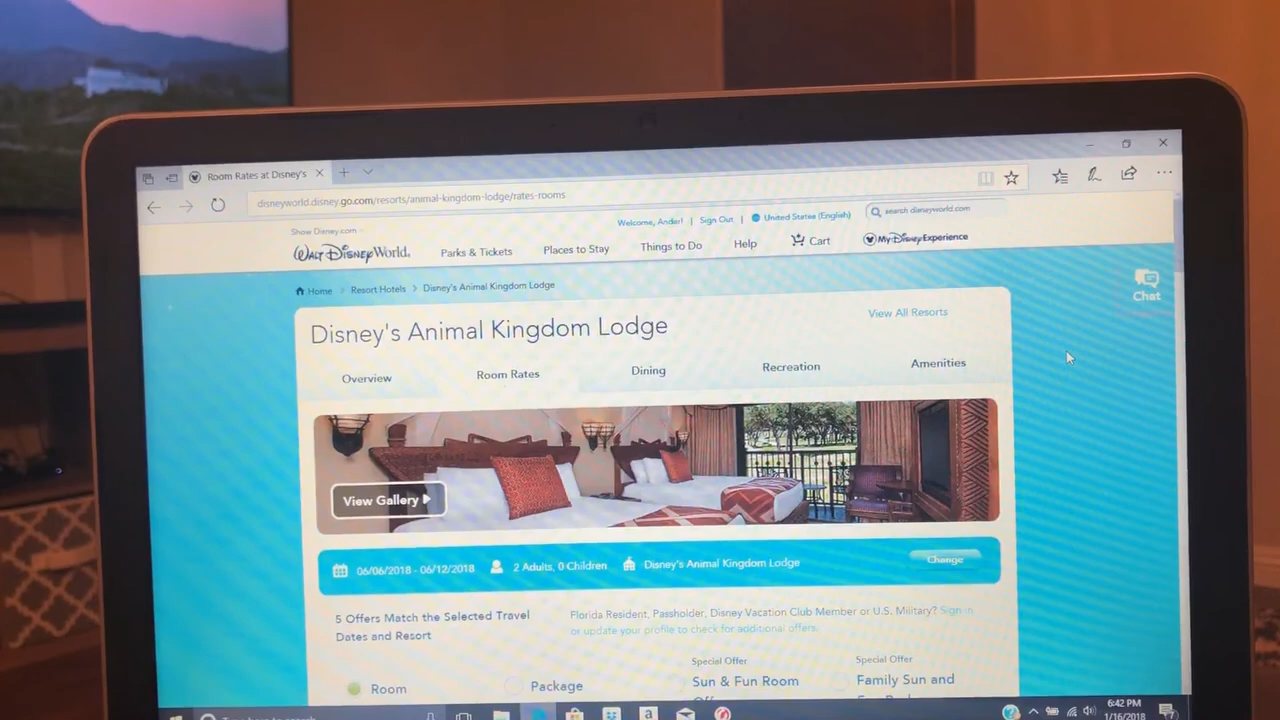 Room Rates at Disney's
disneyworld.disney.go.com/resorts/animal-kingdom-lodge/rates-rooms
Welcome, Andar! | Sign Out | United States (English)
search disneyworld.com
Show Disney.com
Walt Disney World.
Parks & Tickets
Places to Stay
Things to Do
Help
Cart
My Disney Experience
Home > Resort Hotels > Disney's Animal Kingdom Lodge
Chat
Disney's Animal Kingdom Lodge
View All Resorts
Overview
Room Rates
Dining
Recreation
Amenities
View Gallery
06/06/2018 - 06/12/2018
2 Adults, 0 Children
Disney's Animal Kingdom Lodge
Change
5 Offers Match the Selected Travel
Dates and Resort
Florida Resident, Passholder, Disney Vacation Club Member or U.S. Military? Sign in
or update your profile to check for additional offers.
Room
Package
Special Offer
Sun & Fun Room
Special Offer
Family Sun and
6:42 PM
1/16/2018